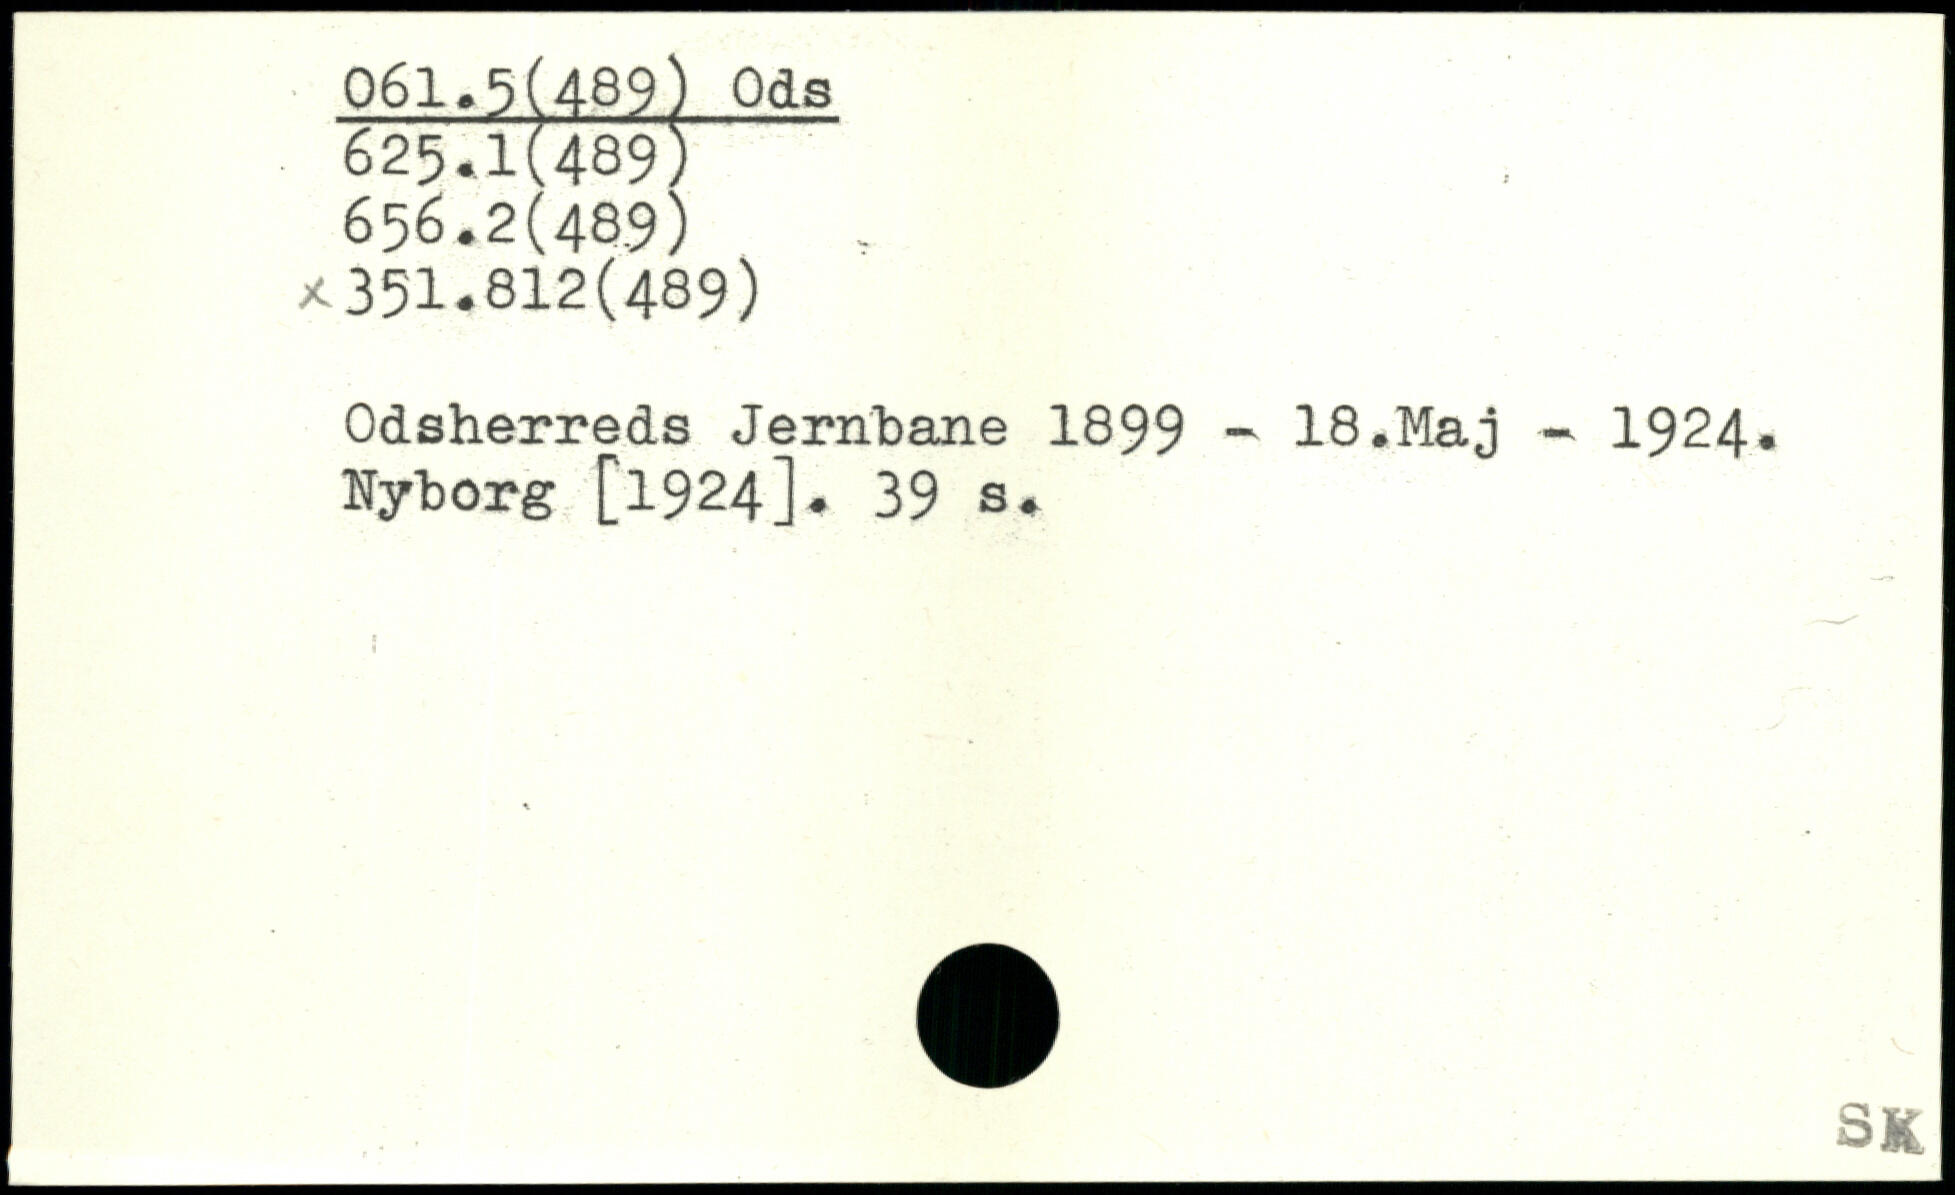 061.5(489) Ods
625.1(489)
656.2(489)
x 351.812(489)
Odsherreds Jernbane 1899 - 18.Maj - 1924.
Nyborg [1924]. 39 s.
SK